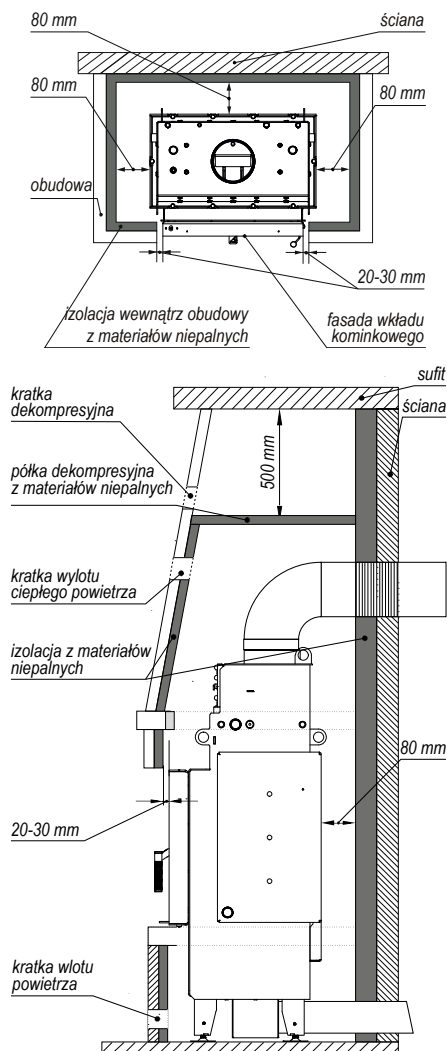 80 mm
ściana
80 mm
80 mm
obudowa
20-30 mm
izolacja wewnątrz obudowy
z materiałów niepalnych
fasada wkładu
kominkowego
sufit
kratka
dekompresyjna
ściana
półka dekompresyjna
z materiałów niepalnych
500 mm
kratka wylotu
ciepłego powietrza
izolacja z materiałów
niepalnych
80 mm
20-30 mm
kratka wlotu
powietrza